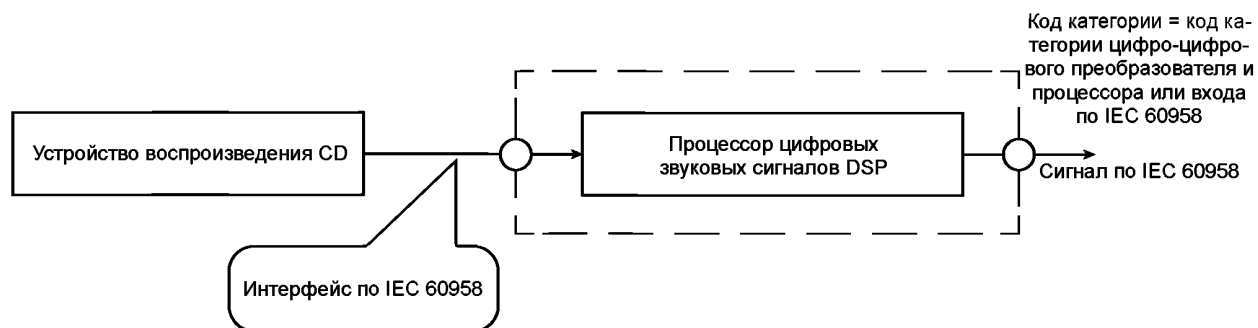 Устройство воспроизведения CD
Интерфейс по IEC 60958
Процессор цифровых
звуковых сигналов DSP
Код категории = код ка-
тегории цифро-цифро-
вого преобразователя и
процессора или входа
по IEC 60958
Сигнал по IEC 60958